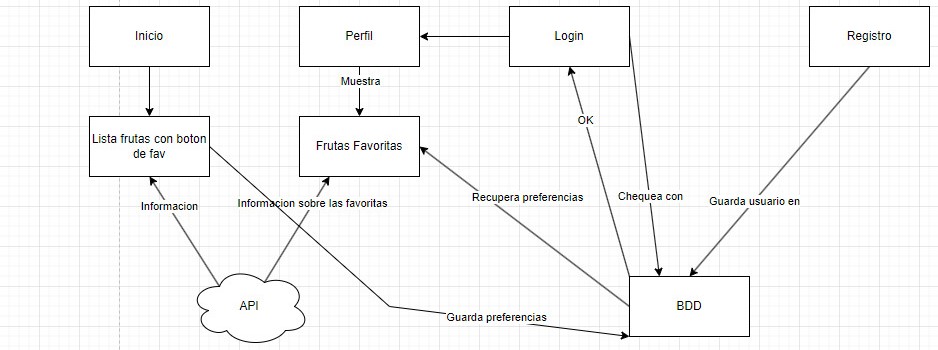 Inicio
Perfil
Login
Registro
Muestra
Lista frutas con boton
de fav
Frutas Favoritas
OK
Informacion
Informacion sobre las favoritas
Recupera preferencias
Chequea con
Guarda usuario en
API
BDD
Guarda preferencias